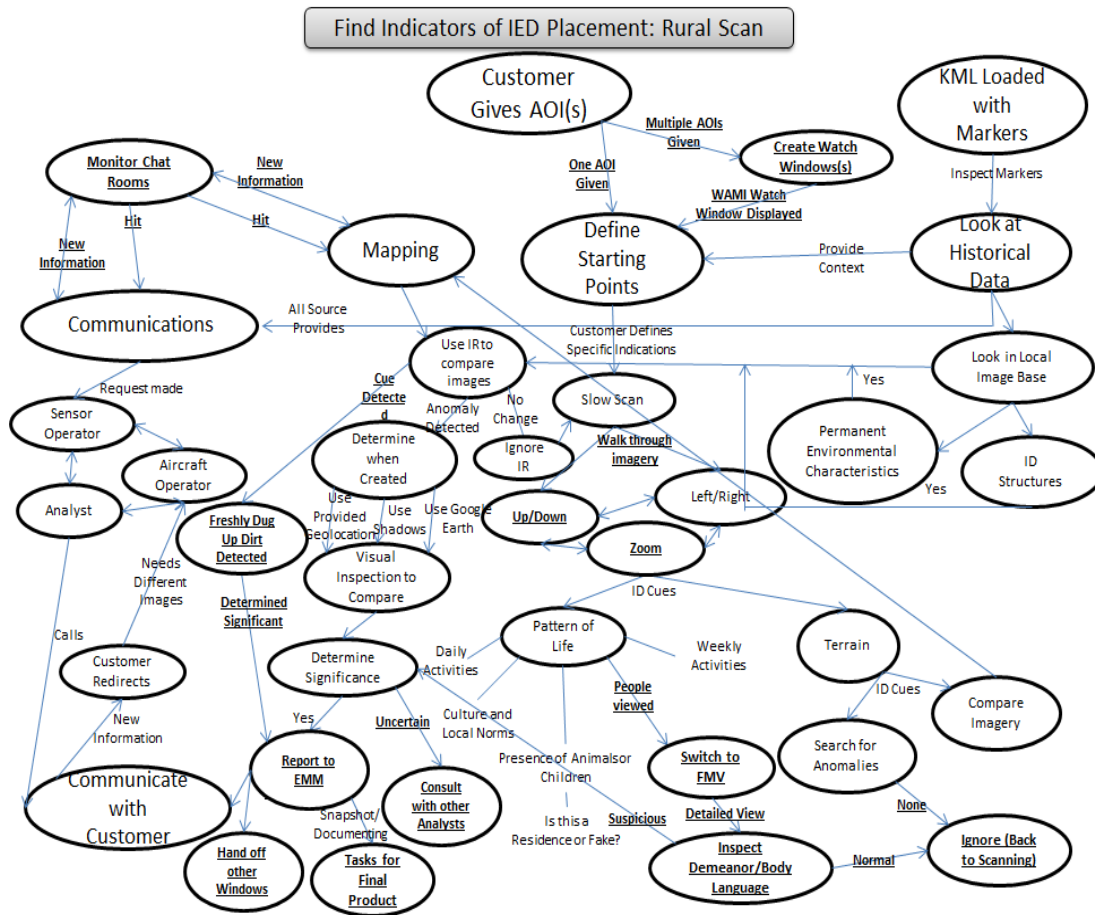 Find Indicators of IED Placement: Rural Scan
Customer
Gives AOI(s)
KML Loaded
with
Markers
Multiple AOIs
Given
Monitor Chat
Rooms
New
Information
Create Watch
Windows(s)
One AOI
Given
Inspect Markers
WAMI Watch
Window Displayed
Hit
Hit
New
Information
Mapping
Define
Starting
Points
Provide
Context
Look at
Historical
Data
Communications
All Source
Provides
Customer Defines
Specific Indications
Use IR to
compare
images
Look in Local
Image Base
Request made
Cue
Detecte
d
Anomaly
Detected
No
Change
Slow Scan
Yes
Sensor
Operator
Determine
when
Created
Ignore
IR
Walk through
imagery
Permanent
Environmental
Characteristics
ID
Structures
Aircraft
Operator
Left/Right
Yes
Analyst
Use
Provided
Geolocation
Use
Shadows
Use Google
Earth
Up/Down
Freshly Dug
Up Dirt
Detected
Zoom
Needs
Different
Images
Visual
Inspection to
Compare
ID Cues
Determined
Significant
Calls
Pattern of
Life
Weekly
Activities
Terrain
Customer
Redirects
Determine
Significance
Daily
Activities
People
viewed
ID Cues
Compare
Imagery
New
Information
Yes
Uncertain
Culture and
Local Norms
Search for
Anomalies
Report to
EMM
Presence of Animalsor
Children
Switch to
FMV
Communicate
with
Customer
Consult
with other
Analysts
None
Snapshot/
Documenting
Is this a
Residence or Fake?
Suspicious
Detailed View
Hand off
other
Windows
Tasks for
Final
Product
Inspect
Demeanor/Body
Language
Normal
Ignore (Back
to Scanning)